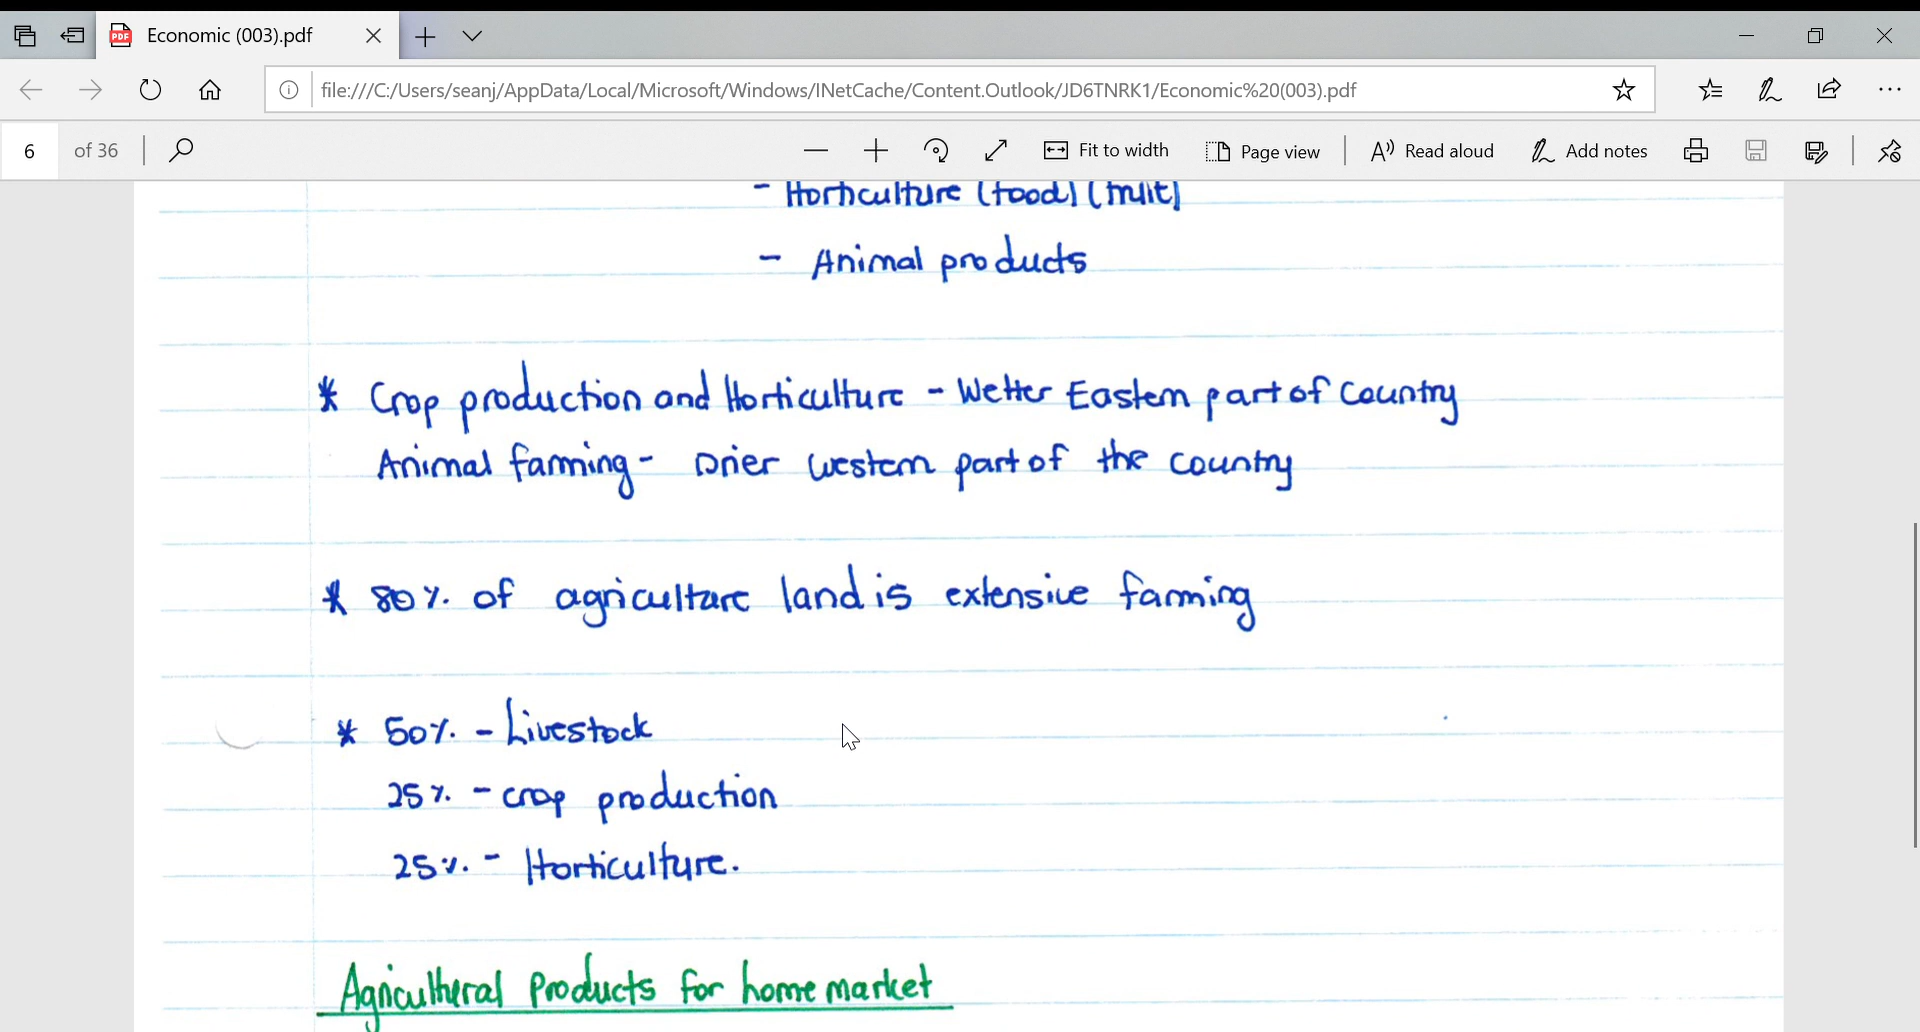 Economic (003).pdf
file:///C:/Users/seanj/AppData/Local/Microsoft/Windows/INetCache/Content.Outlook/JD6TNRK1/Economic%20(003).pdf
6 of 36 Fit to width Page view Read aloud Add notes
- Horticulture (food) (fruit)
- Animal products
* Crop production and Horticulture - Wetter Eastern part of Country
Animal farming - Drier western part of the country
* 80% of agriculture land is extensive farming
* 50% - Livestock
25% - crop production
25% - Horticulture.
Agricultural Products for home market